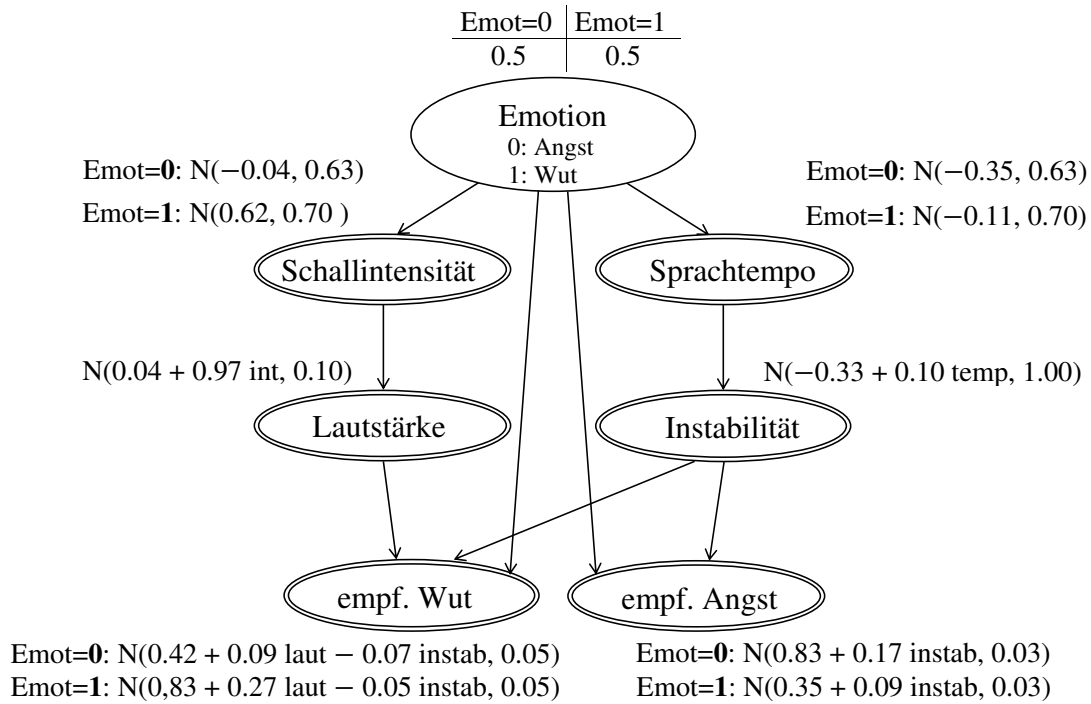 Emot=0 Emot=1
0.5 0.5
Emotion
0: Angst
1: Wut
Emot=0: N(−0.04, 0.63)
Emot=1: N(0.62, 0.70 )
Emot=0: N(−0.35, 0.63)
Emot=1: N(−0.11, 0.70)
Schallintensität
Sprachtempo
N(0.04 + 0.97 int, 0.10)
N(−0.33 + 0.10 temp, 1.00)
Lautstärke
Instabilität
empf. Wut
empf. Angst
Emot=0: N(0.42 + 0.09 laut − 0.07 instab, 0.05)
Emot=1: N(0,83 + 0.27 laut − 0.05 instab, 0.05)
Emot=0: N(0.83 + 0.17 instab, 0.03)
Emot=1: N(0.35 + 0.09 instab, 0.03)